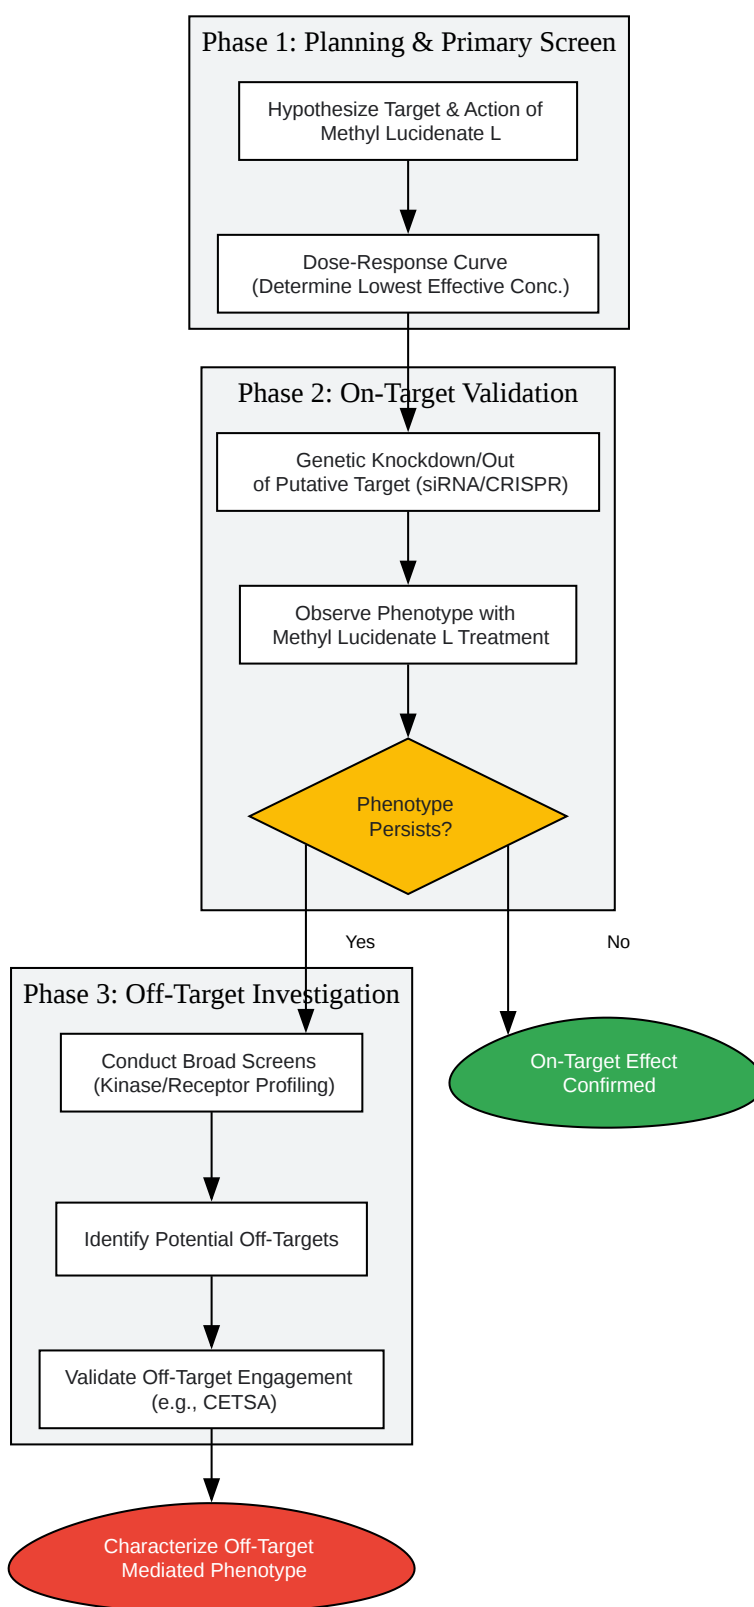 Phase 1: Planning & Primary Screen
Hypothesize Target & Action of
Methyl Lucidenate L
Dose-Response Curve
(Determine Lowest Effective Conc.)
Phase 2: On-Target Validation
Genetic Knockdown/Out
of Putative Target (siRNA/CRISPR)
Observe Phenotype with
Methyl Lucidenate L Treatment
Phenotype
Persists?
Yes
No
Phase 3: Off-Target Investigation
Conduct Broad Screens
(Kinase/Receptor Profiling)
On-Target Effect
Confirmed
Identify Potential Off-Targets
Validate Off-Target Engagement
(e.g., CETSA)
Characterize Off-Target
Mediated Phenotype